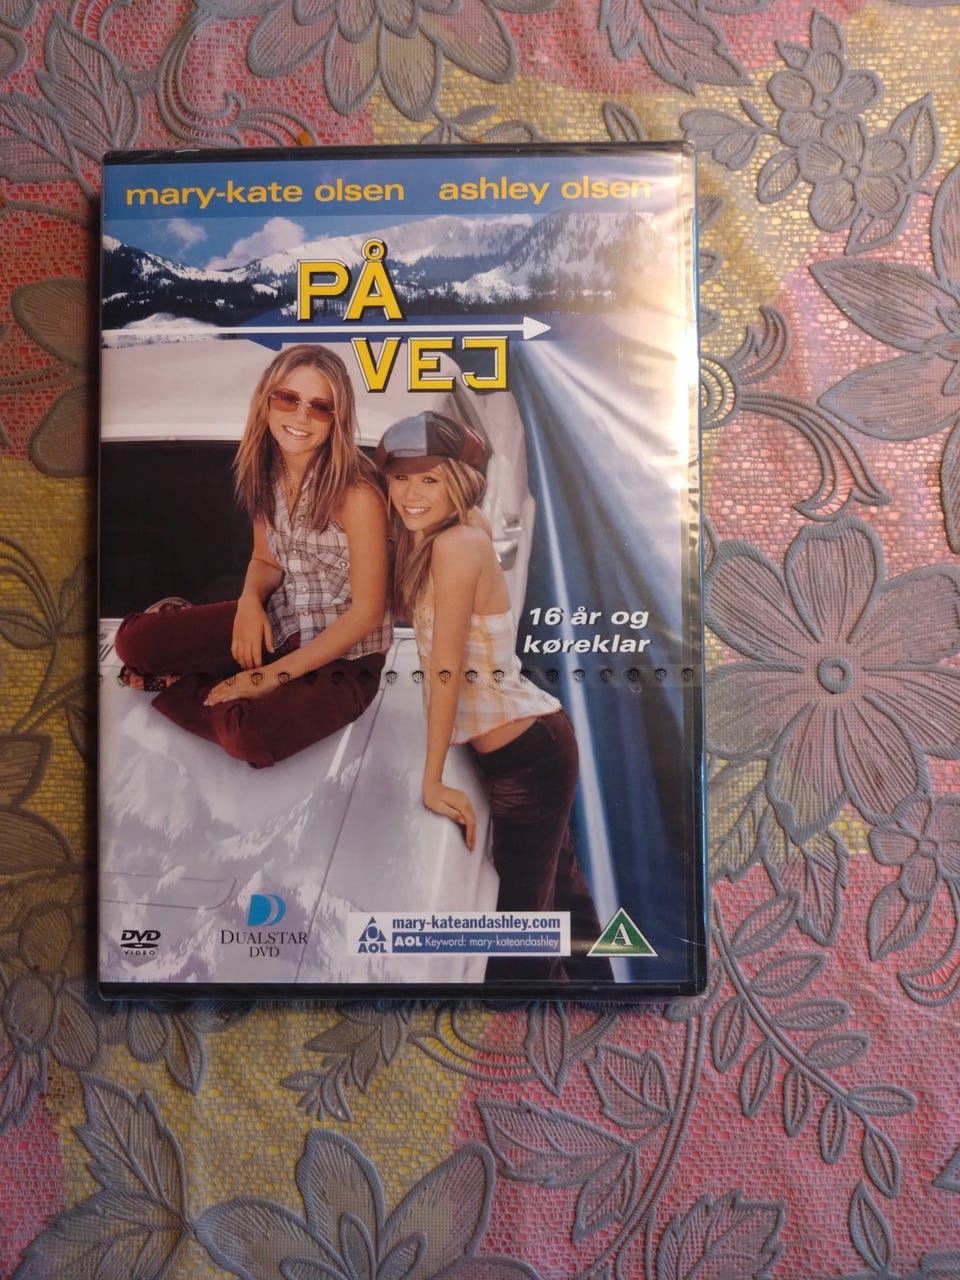 mary-kate olsen ashley olsen
PÅ
VEJ
16 år og
køreklar
DVD
VIDEO
DUALSTAR
DVD
AOL
mary-kateandashley.com
AOL Keyword: mary-kateandashley
A